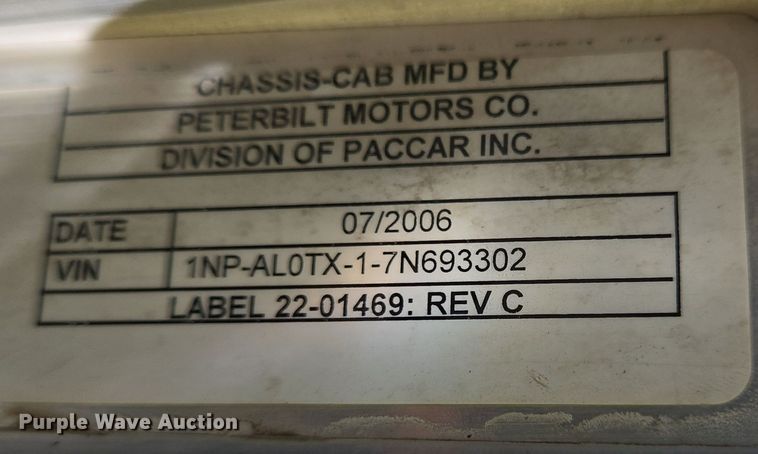 CHASSIS-CAB MFD BY
PETERBILT MOTORS CO.
DIVISION OF PACCAR INC.
DATE 07/2006
VIN 1NP-AL0TX-1-7N693302
LABEL 22-01469: REV C
Purple Wave Auction